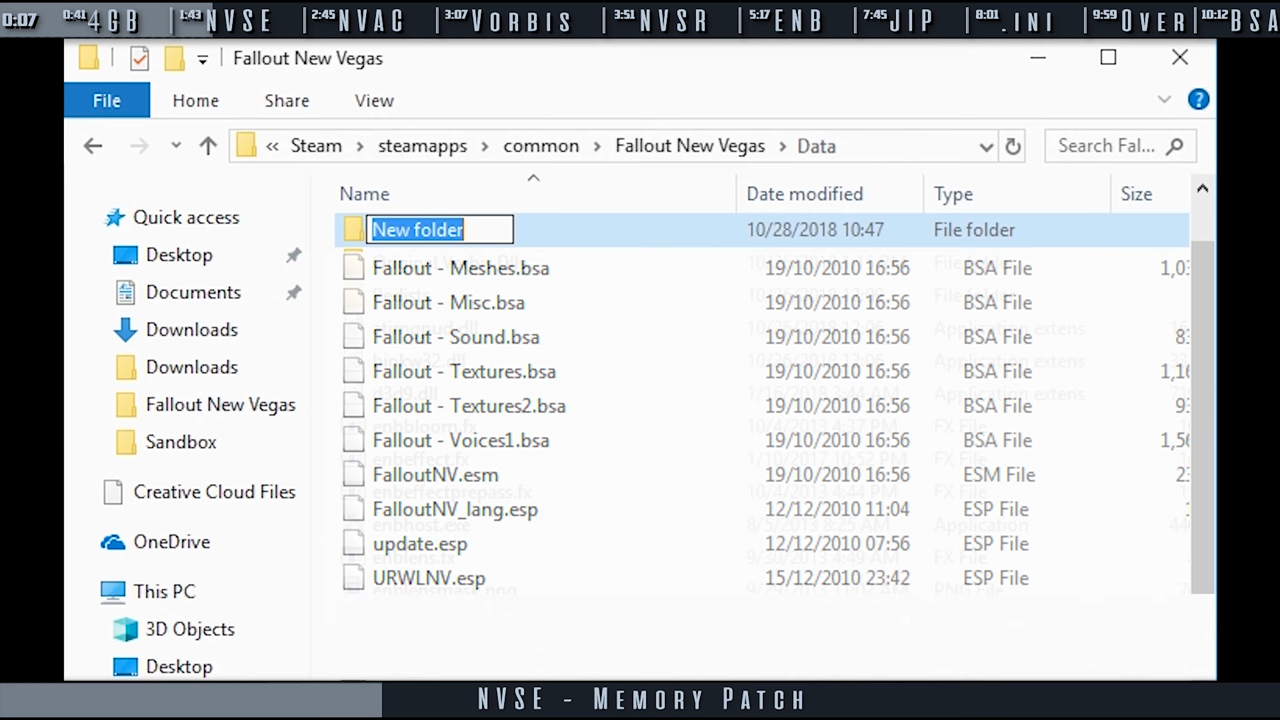 0:07 0:41 4GB 1:43 NVSE 2:45 NVAC 3:07 Vorbis 3:51 NVSR 5:17 ENB 7:45 JIP 8:01 .ini 9:59 Over 10:12 BSA
Fallout New Vegas
File Home Share View
« Steam > steamapps > common > Fallout New Vegas > Data Search Fal...
Name Date modified Type Size
Quick access
Desktop
Documents
Downloads
Downloads
Fallout New Vegas
Sandbox
Creative Cloud Files
OneDrive
This PC
3D Objects
Desktop
New folder 10/28/2018 10:47 File folder
Fallout - Meshes.bsa 19/10/2010 16:56 BSA File 1,03
Fallout - Misc.bsa 19/10/2010 16:56 BSA File
Fallout - Sound.bsa 19/10/2010 16:56 BSA File
Fallout - Textures.bsa 19/10/2010 16:56 BSA File 1,16
Fallout - Textures2.bsa 19/10/2010 16:56 BSA File
Fallout - Voices1.bsa 19/10/2010 16:56 BSA File 1,56
FalloutNV.esm 19/10/2010 16:56 ESM File
FalloutNV_lang.esp 12/12/2010 11:04 ESP File
update.esp 12/12/2010 07:56 ESP File
URWLNV.esp 15/12/2010 23:42 ESP File
NVSE - Memory Patch